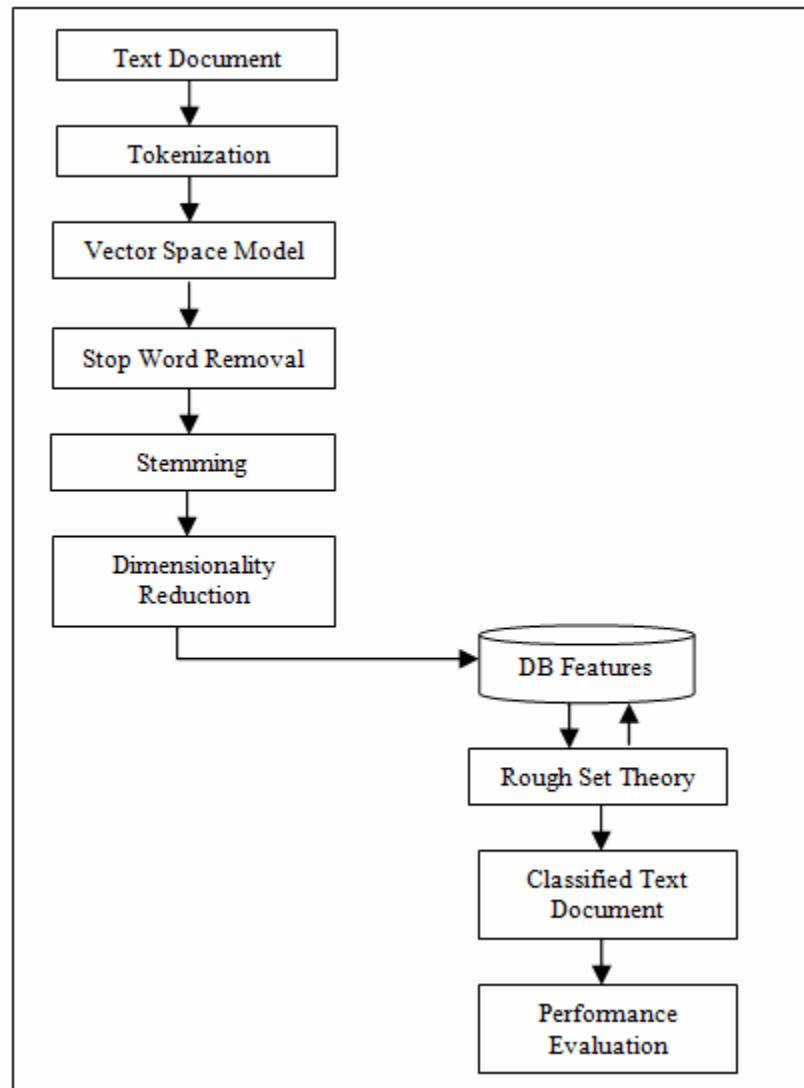 Text Document
Tokenization
Vector Space Model
Stop Word Removal
Stemming
Dimensionality
Reduction
DB Features
Rough Set Theory
Classified Text
Document
Performance
Evaluation